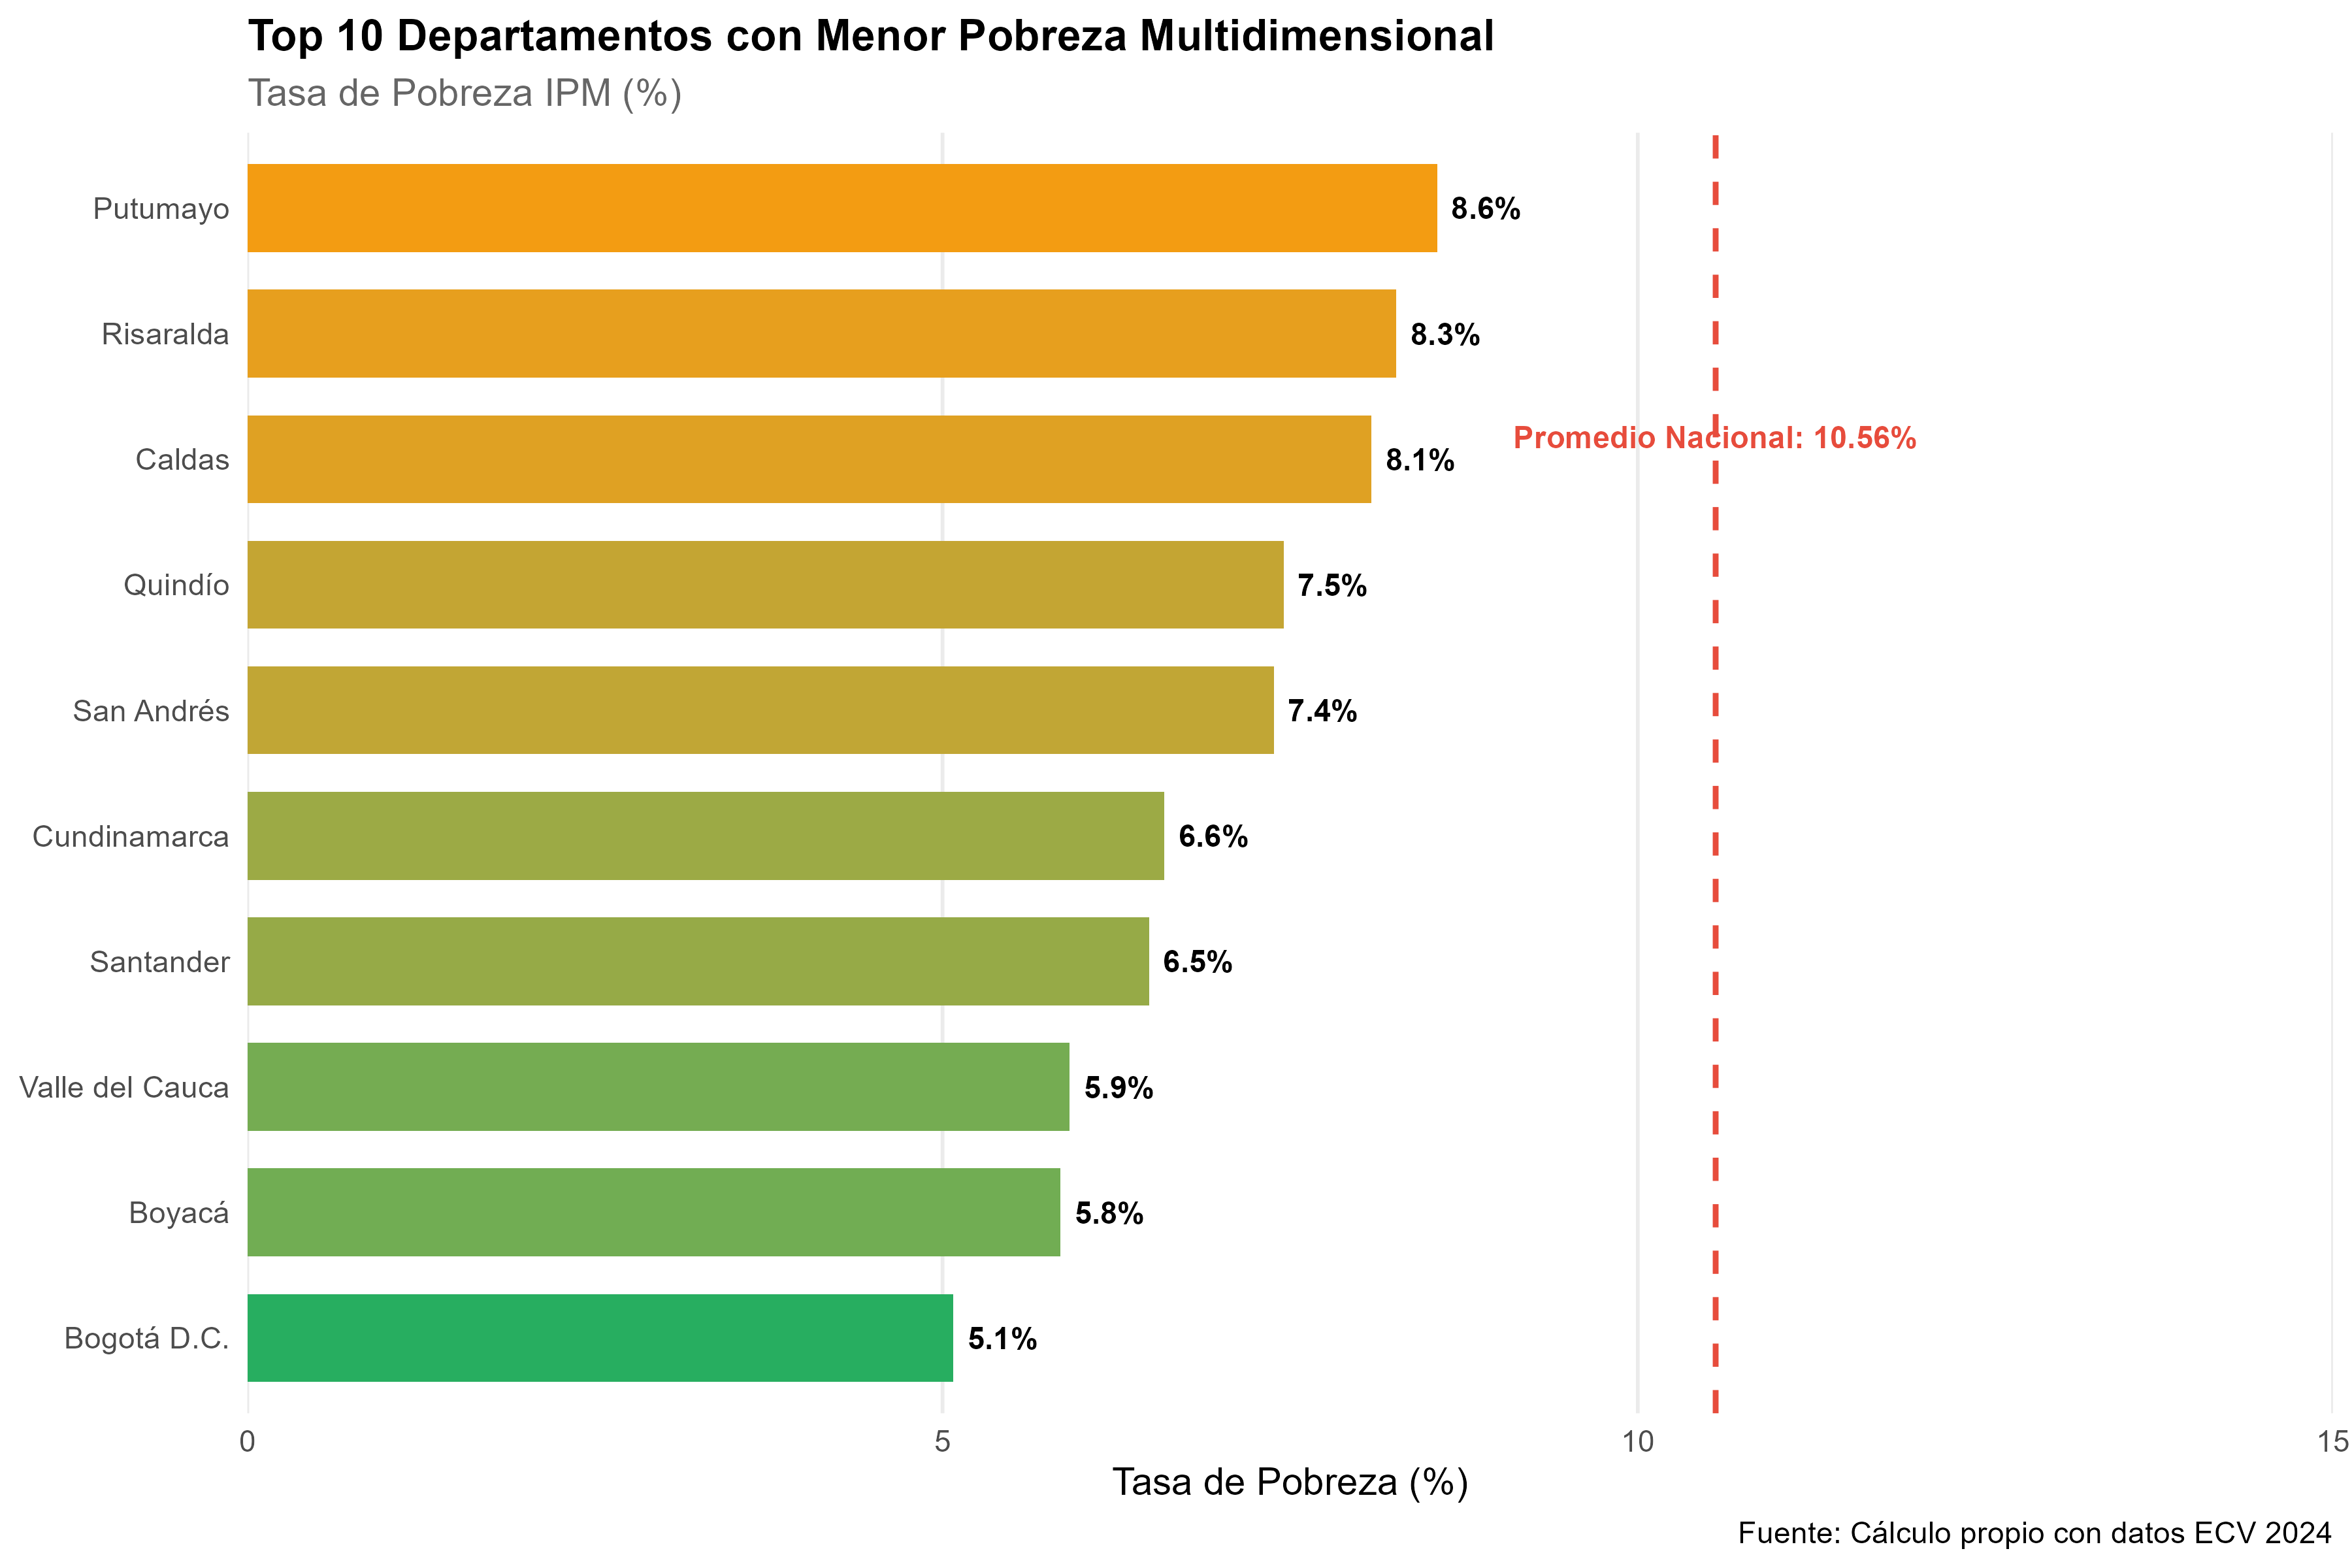 Top 10 Departamentos con Menor Pobreza Multidimensional
Tasa de Pobreza IPM (%)
Putumayo 8.6%
Risaralda 8.3%
Promedio Nacional: 10.56%
Caldas 8.1%
Quindío 7.5%
San Andrés 7.4%
Cundinamarca 6.6%
Santander 6.5%
Valle del Cauca 5.9%
Boyacá 5.8%
Bogotá D.C. 5.1%
0 5 10 15
Tasa de Pobreza (%)
Fuente: Cálculo propio con datos ECV 2024